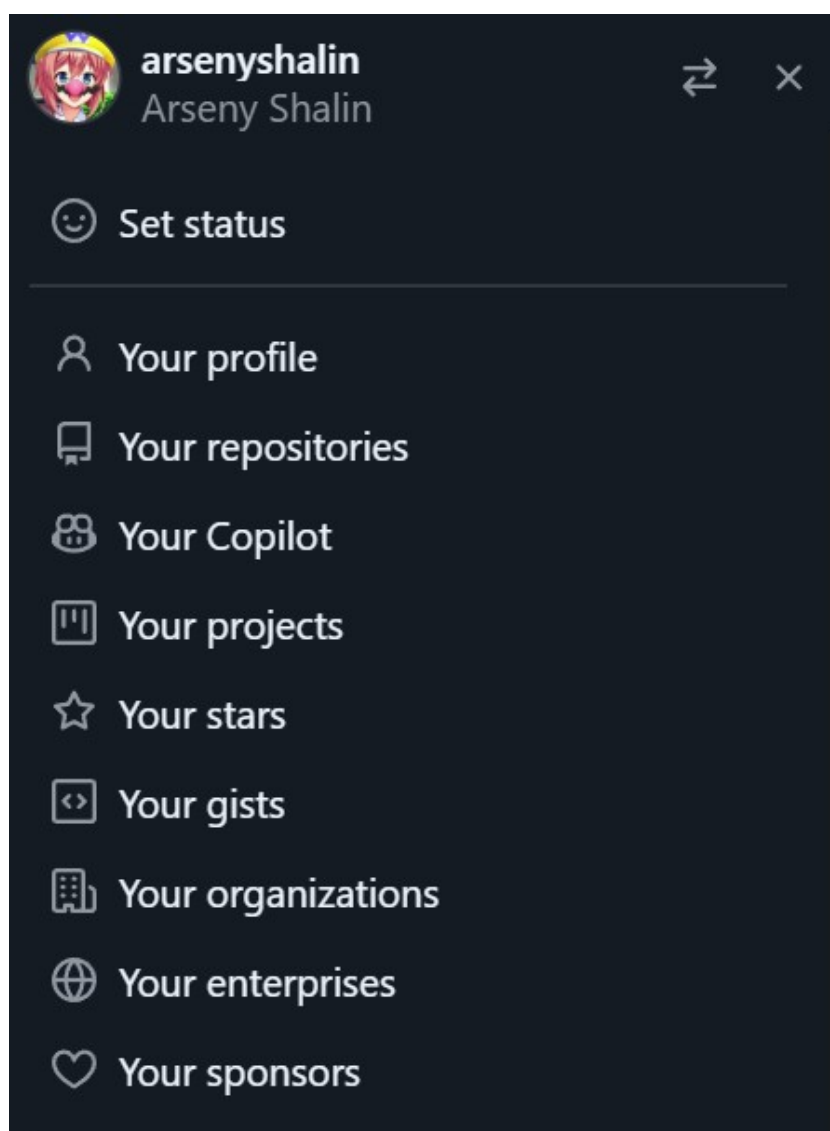 arsenyshalin
Arseny Shalin
Set status
Your profile
Your repositories
Your Copilot
Your projects
Your stars
Your gists
Your organizations
Your enterprises
Your sponsors